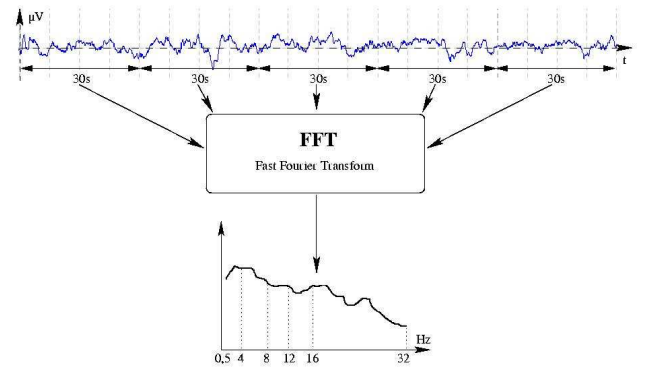 μV
t
30s 30s 30s 30s 30s
FFT
Fast Fourier Transform
Hz
0,5 4 8 12 16 32